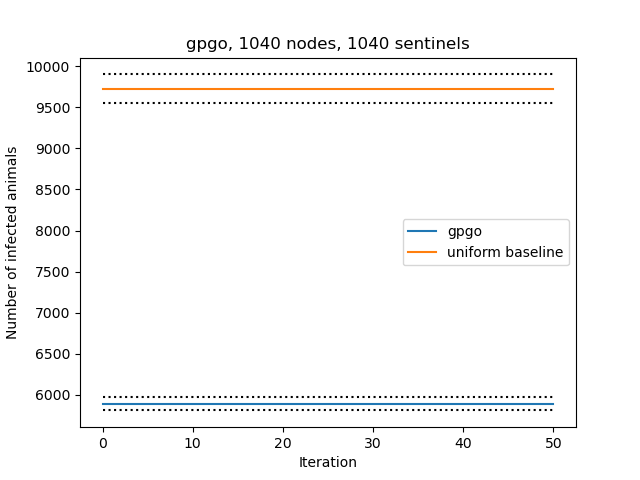 gpgo, 1040 nodes, 1040 sentinels
10000
9500
9000
8500
8000
7500
7000
6500
6000
Number of infected animals
gpgo
uniform baseline
0 10 20 30 40 50
Iteration